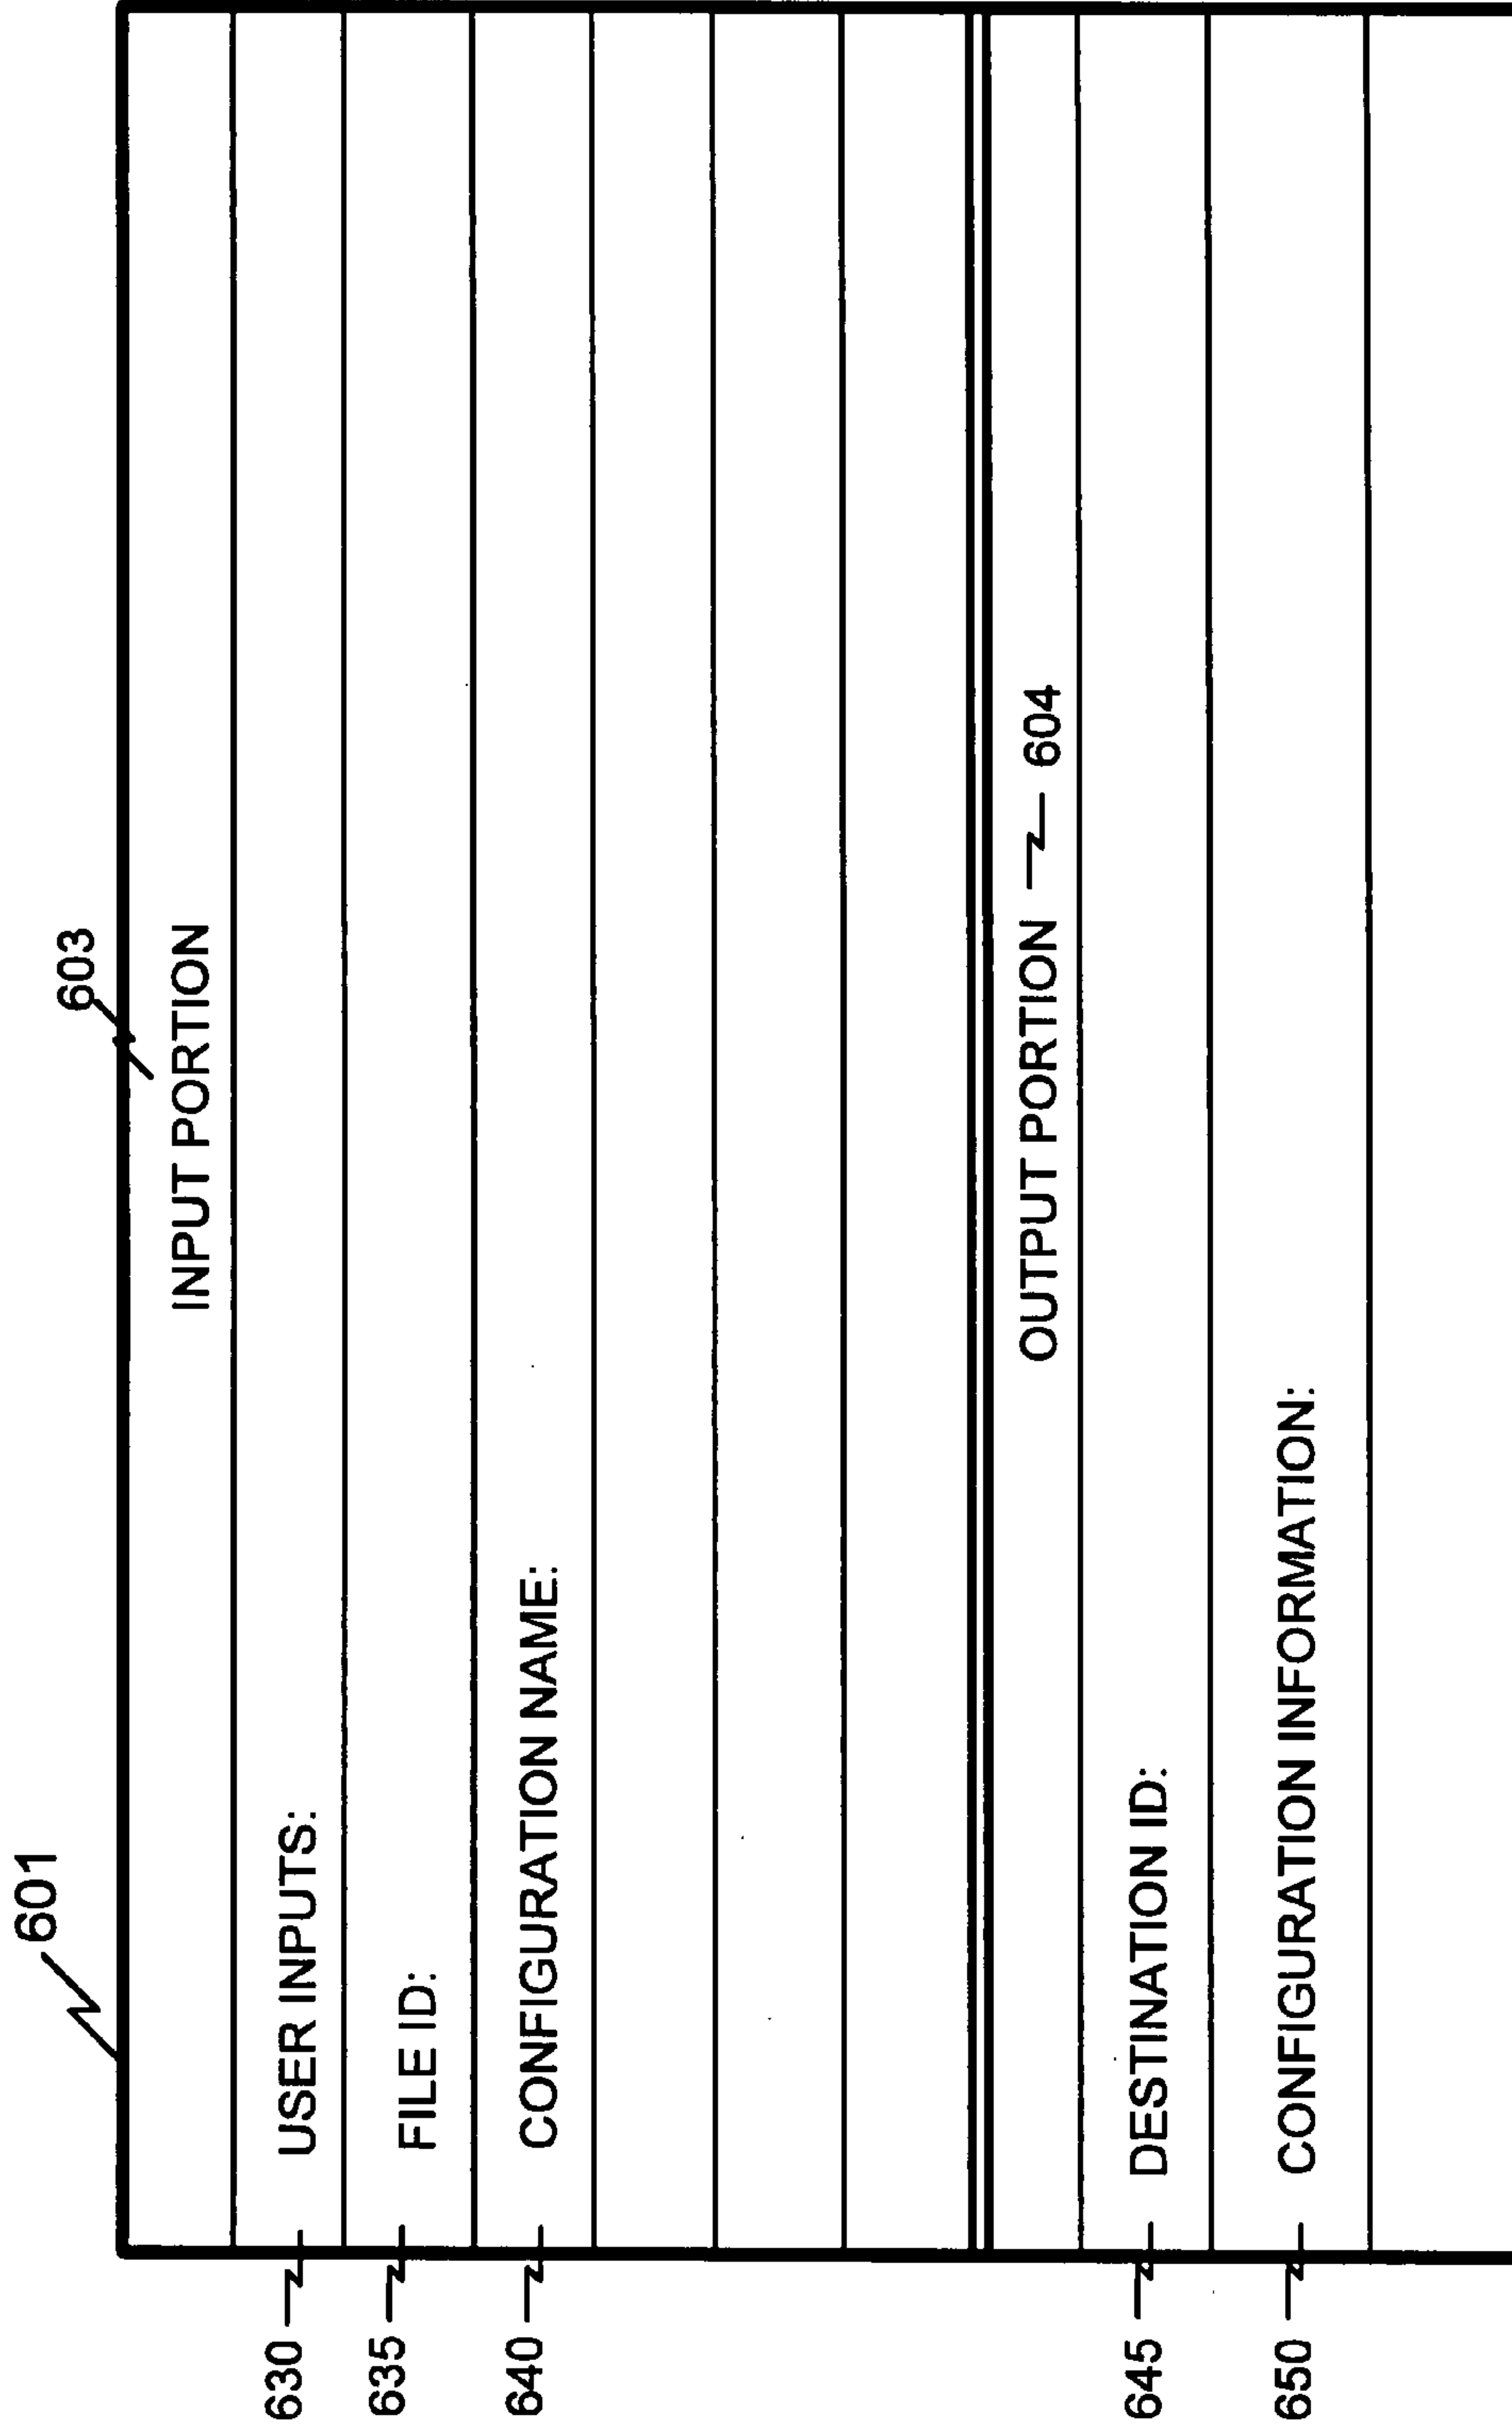 601
603
INPUT PORTION
630 USER INPUTS:
635 FILE ID:
640 CONFIGURATION NAME:
OUTPUT PORTION 604
645 DESTINATION ID:
650 CONFIGURATION INFORMATION: